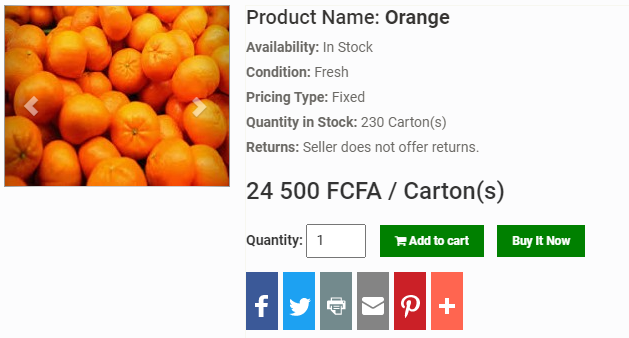 Product Name: Orange
Availability: In Stock
Condition: Fresh
Pricing Type: Fixed
Quantity in Stock: 230 Carton(s)
Returns: Seller does not offer returns.
24 500 FCFA / Carton(s)
Quantity: 1 Add to cart Buy It Now